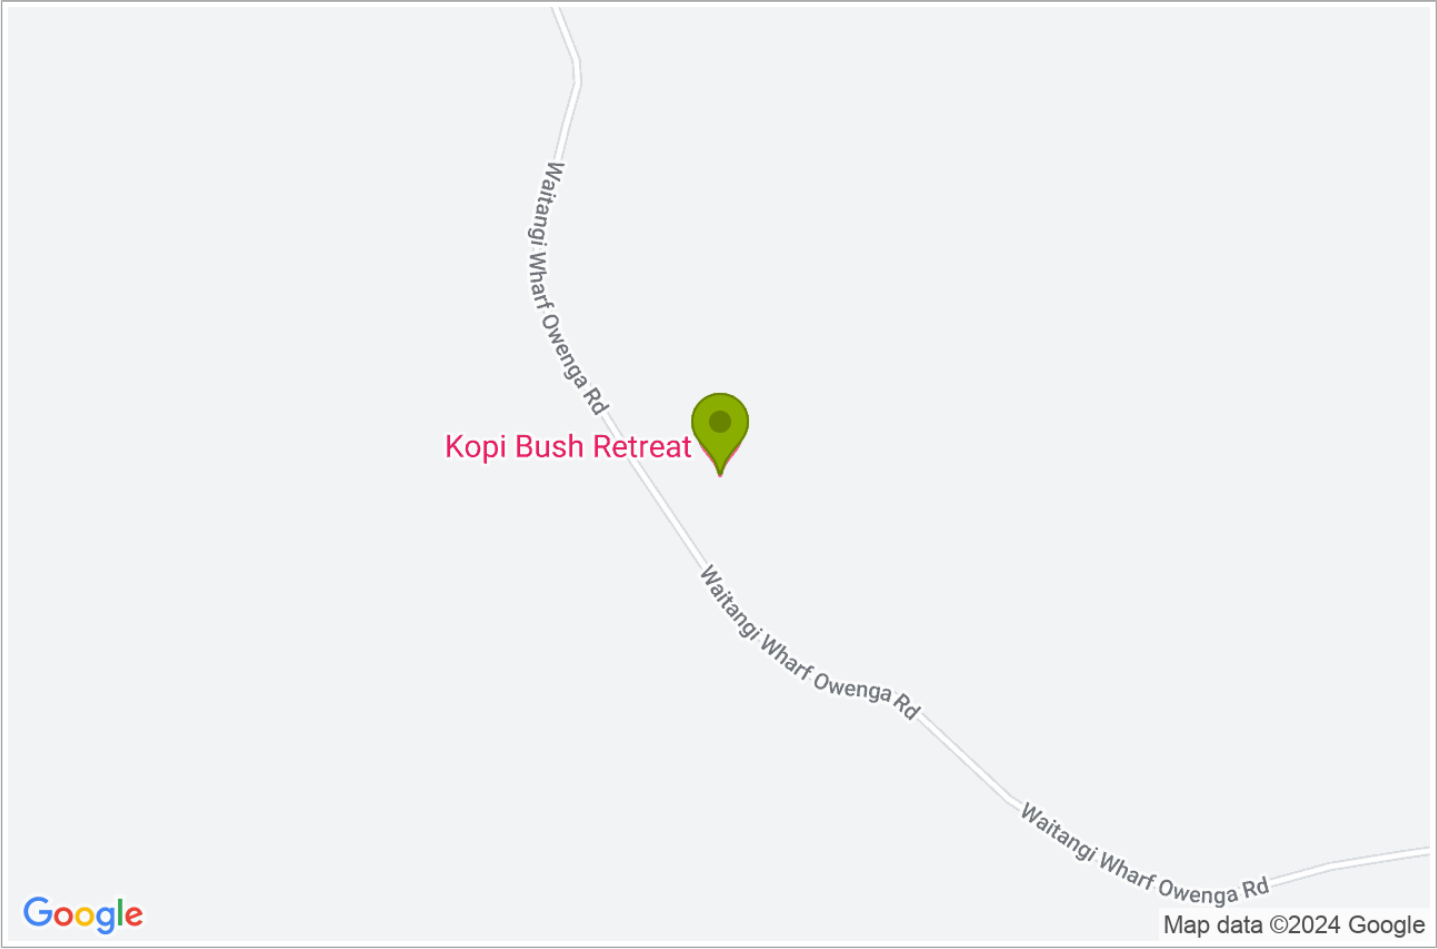 Waitangi Wharf Owenga Rd
Kopi Bush Retreat
Waitangi Wharf Owenga Rd
Waitangi Wharf Owenga Rd
Google
Map data ©2024 Google